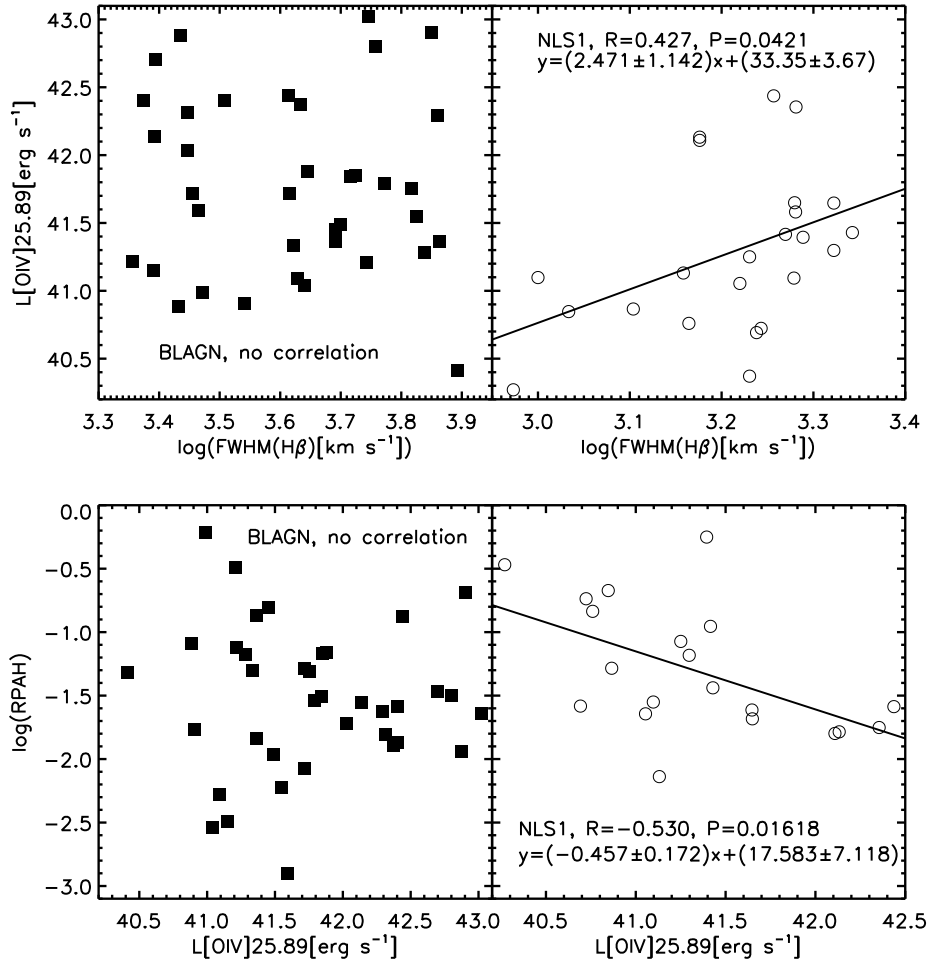 43.0
42.5
42.0
41.5
41.0
40.5
L[OIV]25.89[erg s⁻¹]
BLAGN, no correlation
NLS1, R=0.427, P=0.0421
y=(2.471±1.142)x+(33.35±3.67)
3.3 3.4 3.5 3.6 3.7 3.8 3.9
3.0 3.1 3.2 3.3 3.4
log(FWHM(Hβ)[km s⁻¹])
log(FWHM(Hβ)[km s⁻¹])
0.0
−0.5
−1.0
−1.5
−2.0
−2.5
−3.0
log(RPAH)
BLAGN, no correlation
NLS1, R=−0.530, P=0.01618
y=(−0.457±0.172)x+(17.583±7.118)
40.5 41.0 41.5 42.0 42.5 43.0
40.5 41.0 41.5 42.0 42.5
L[OIV]25.89[erg s⁻¹]
L[OIV]25.89[erg s⁻¹]